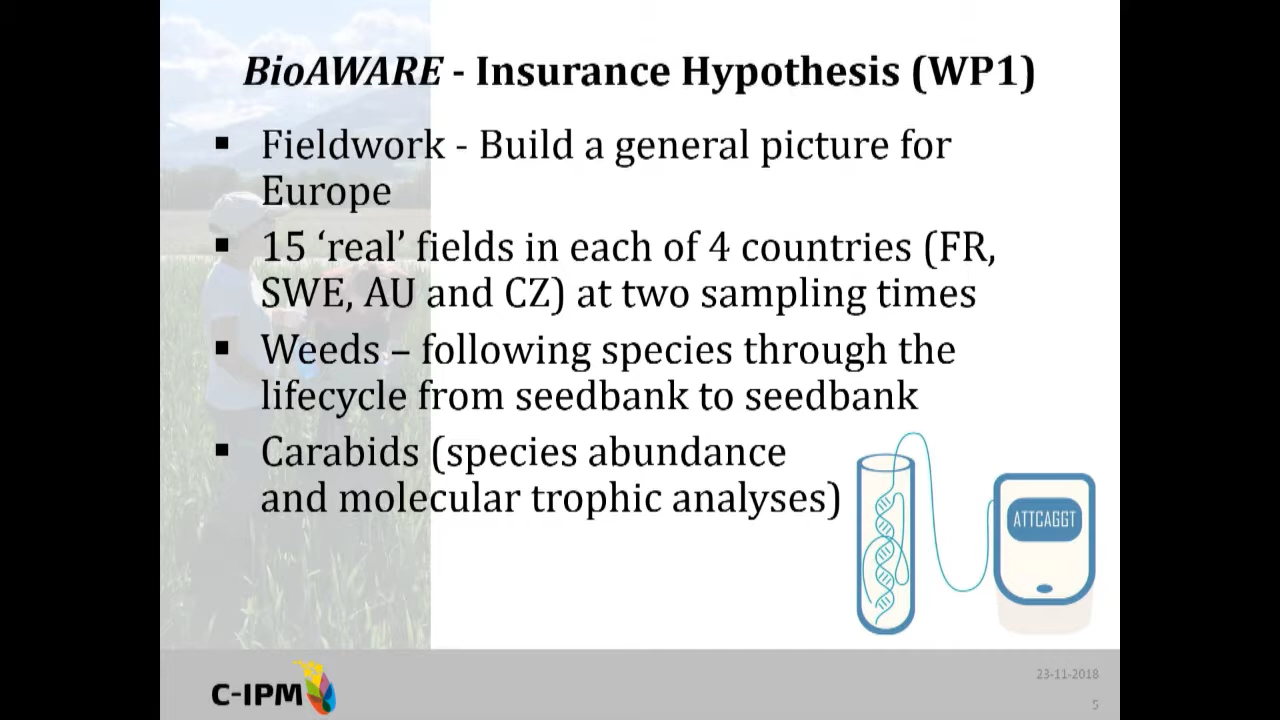 BioAWARE - Insurance Hypothesis (WP1)
▪ Fieldwork - Build a general picture for
Europe
▪ 15 ‘real’ fields in each of 4 countries (FR,
SWE, AU and CZ) at two sampling times
▪ Weeds – following species through the
lifecycle from seedbank to seedbank
▪ Carabids (species abundance
and molecular trophic analyses)
ATTCAGGT
C-IPM
23-11-2018
5